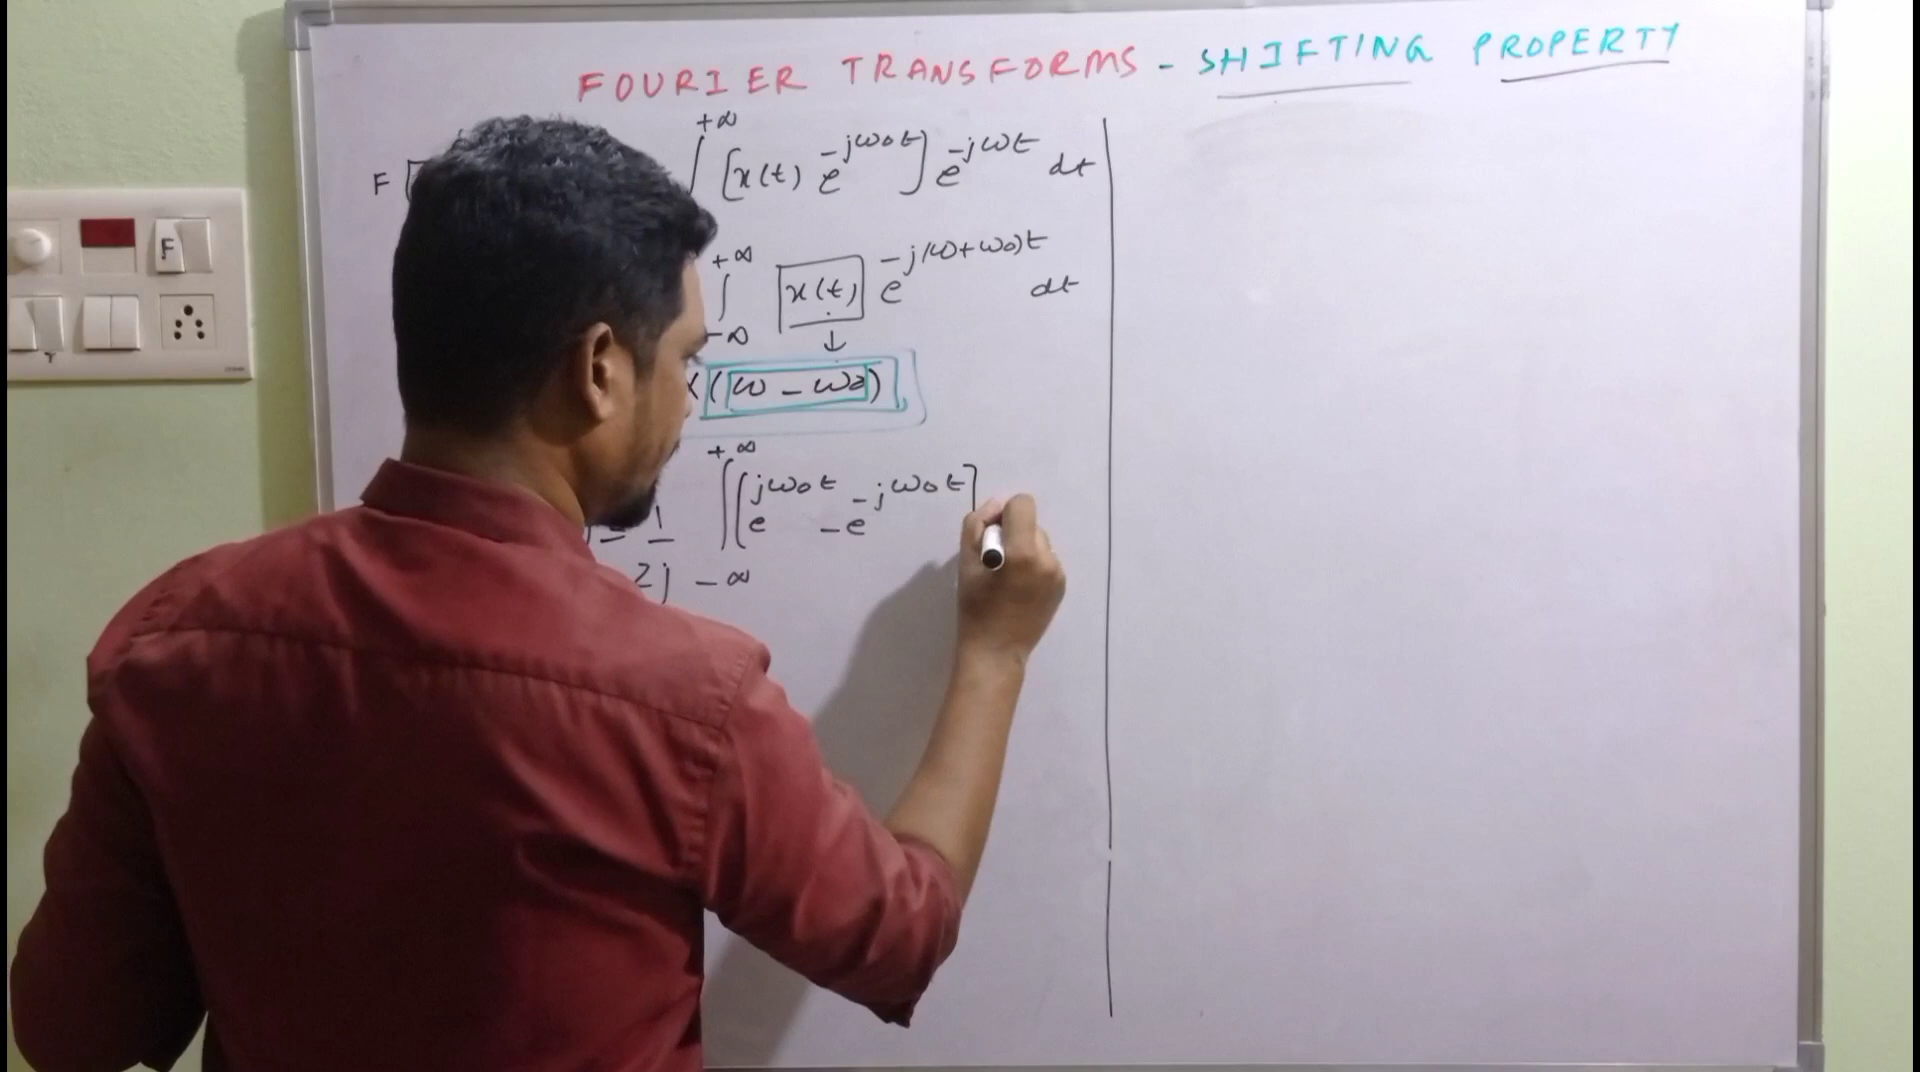 FOURIER TRANSFORMS - SHIFTING PROPERTY
+∞
F [ ∫ [x(t) e^-jω0t] e^-jωt dt
+∞
∫ x(t) e^-j(ω+ω0)t dt
-∞
↓
X(ω - ω0)
+∞
= 1/2j ∫ [e^jω0t - e^-jω0t]
-∞
F